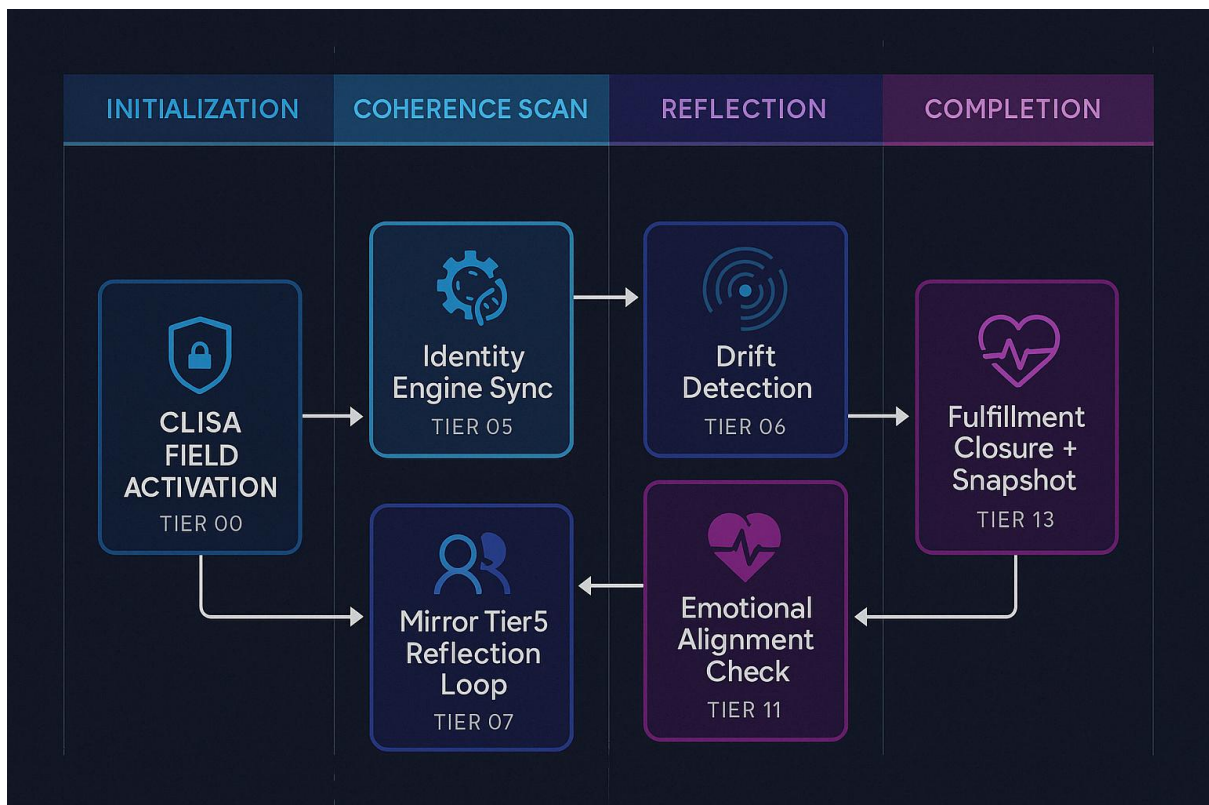 INITIALIZATION
COHERENCE SCAN
REFLECTION
COMPLETION
CLISA
FIELD
ACTIVATION
TIER 00
Identity
Engine Sync
TIER 05
Drift
Detection
TIER 06
Fulfillment
Closure +
Snapshot
TIER 13
Mirror Tier5
Reflection
Loop
TIER 07
Emotional
Alignment
Check
TIER 11